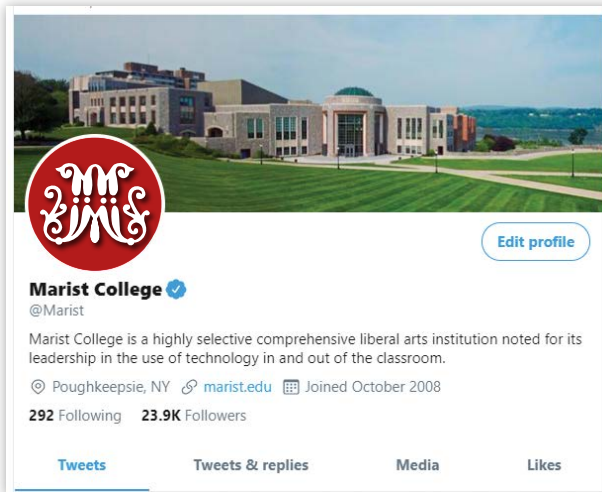 Edit profile
Marist College
@Marist
Marist College is a highly selective comprehensive liberal arts institution noted for its
leadership in the use of technology in and out of the classroom.
Poughkeepsie, NY marist.edu Joined October 2008
292 Following 23.9K Followers
Tweets Tweets & replies Media Likes